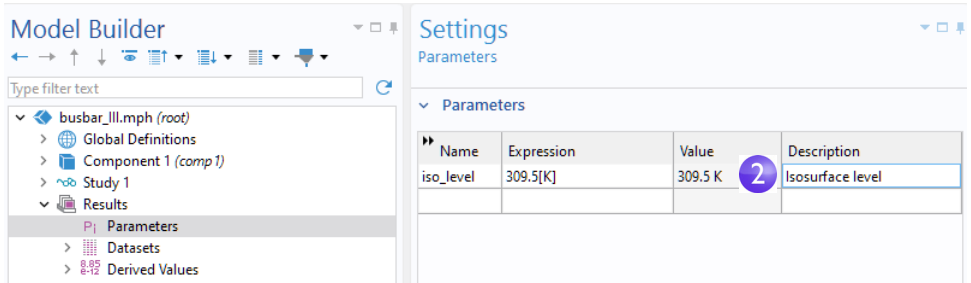 Model Builder
Type filter text
busbar_III.mph (root)
Global Definitions
Component 1 (comp1)
Study 1
Results
Pi Parameters
Datasets
8.85
e-12 Derived Values
Settings
Parameters
Parameters
Name Expression Value Description
iso_level 309.5[K] 309.5 K 2 Isosurface level